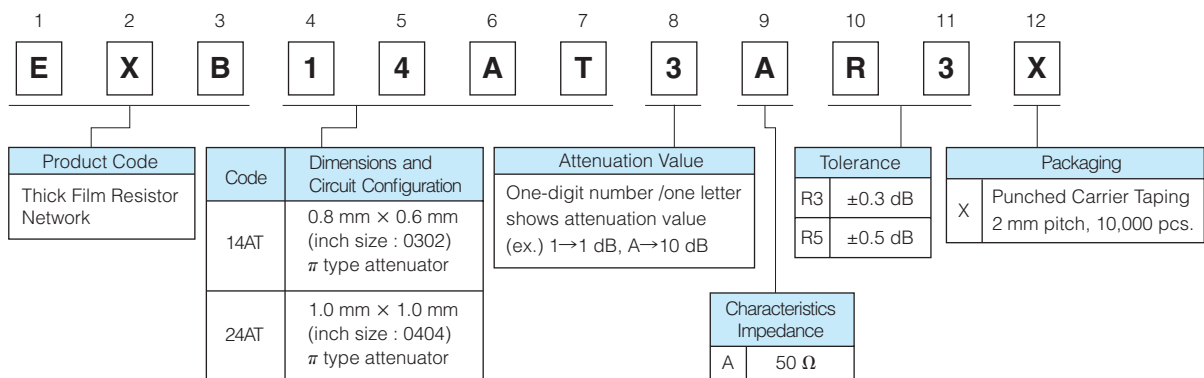 1 2 3 4 5 6 7 8 9 10 11 12
E X B 1 4 A T 3 A R 3 X
Product Code
Thick Film Resistor
Network
Code
Dimensions and
Circuit Configuration
14AT
0.8 mm × 0.6 mm
(inch size : 0302)
π type attenuator
24AT
1.0 mm × 1.0 mm
(inch size : 0404)
π type attenuator
Attenuation Value
One-digit number /one letter
shows attenuation value
(ex.) 1→1 dB, A→10 dB
Characteristics
Impedance
A 50 Ω
Tolerance
R3 ±0.3 dB
R5 ±0.5 dB
Packaging
X
Punched Carrier Taping
2 mm pitch, 10,000 pcs.